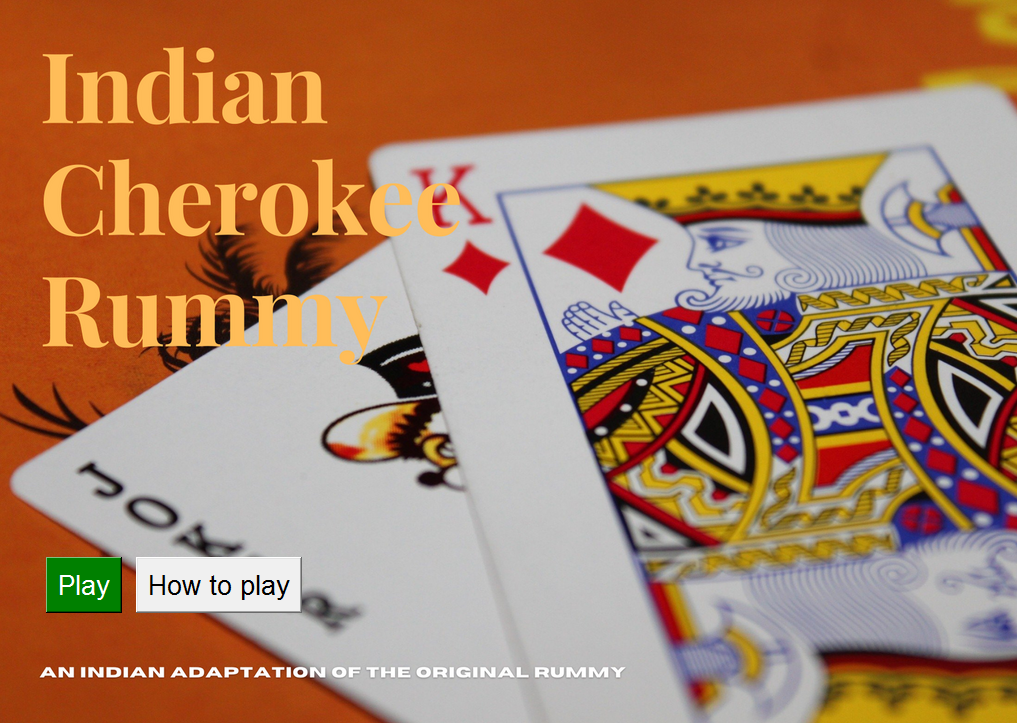 Indian
Cherokee
Rummy
K
JOKER
Play
How to play
AN INDIAN ADAPTATION OF THE ORIGINAL RUMMY